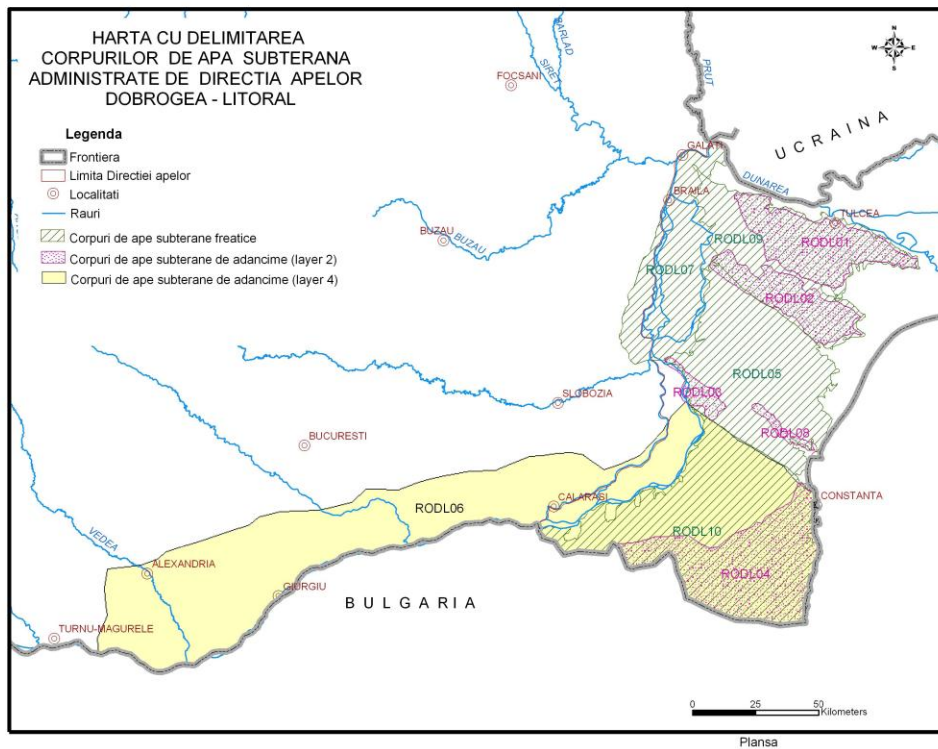 HARTA CU DELIMITAREA
CORPURILOR DE APA SUBTERANA
ADMINISTRATE DE DIRECTIA APELOR
DOBROGEA - LITORAL
Legenda
Frontiera
Limita Directiei apelor
Localitati
Rauri
Corpuri de ape subterane freatice
Corpuri de ape subterane de adancime (layer 2)
Corpuri de ape subterane de adancime (layer 4)
N
W E
S
BARLAD
SIRET
PRUT
FOCSANI
UCRAINA
GALATI
DUNAREA
BRAILA
TULCEA
BUZAU
BUZAU
RODL09
RODL01
RODL07
RODL02
RODL05
RODL03
SLOBOZIA
RODL08
BUCURESTI
CALARASI
CONSTANTA
RODL06
RODL10
VEDEA
ALEXANDRIA
RODL04
GIURGIU
BULGARIA
TURNU-MAGURELE
0 25 50
Kilometers
Plansa